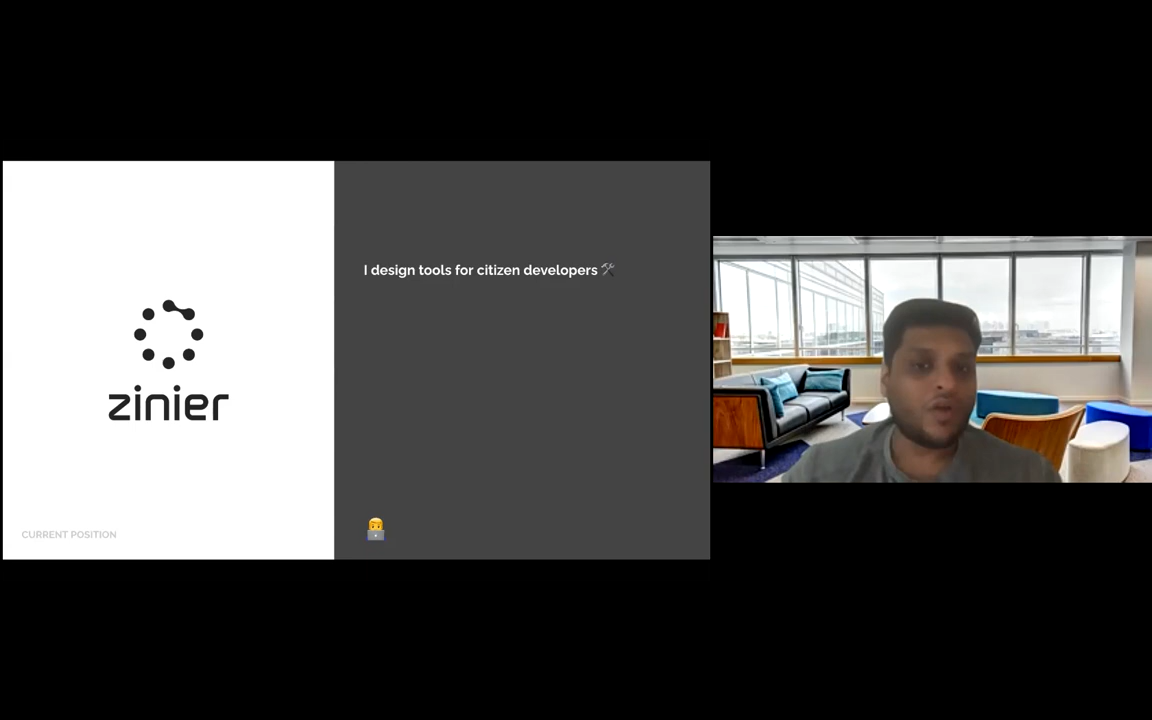 zinier
CURRENT POSITION
I design tools for citizen developers 🛠